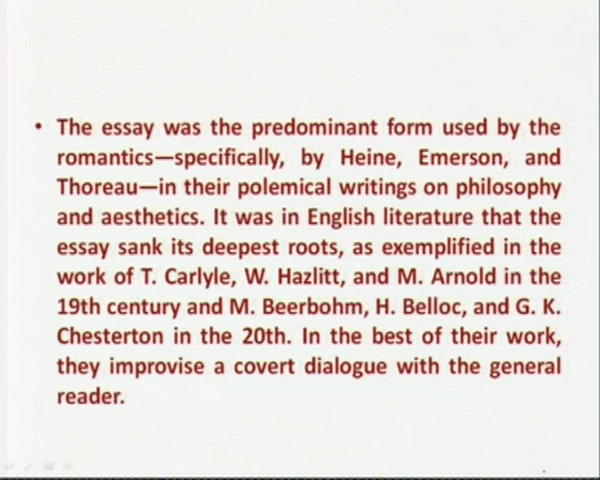 • The essay was the predominant form used by the
romantics—specifically, by Heine, Emerson, and
Thoreau—in their polemical writings on philosophy
and aesthetics. It was in English literature that the
essay sank its deepest roots, as exemplified in the
work of T. Carlyle, W. Hazlitt, and M. Arnold in the
19th century and M. Beerbohm, H. Belloc, and G. K.
Chesterton in the 20th. In the best of their work,
they improvise a covert dialogue with the general
reader.